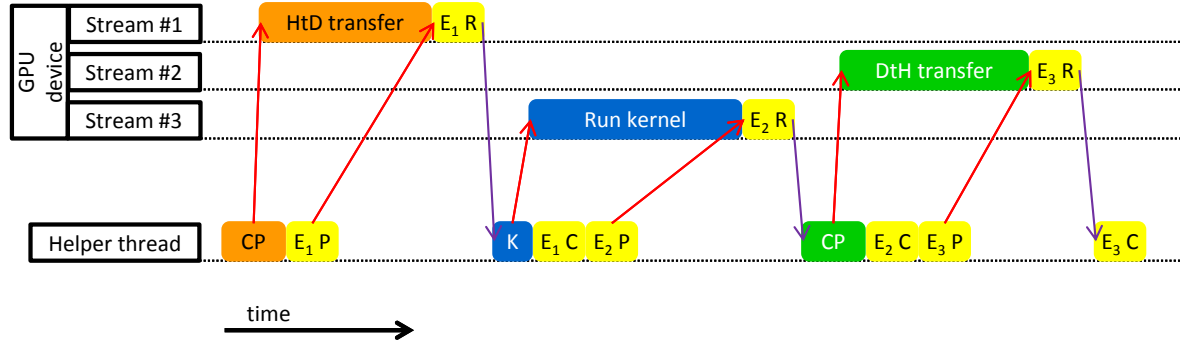 GPU device
Stream #1
HtD transfer
E1 R
Stream #2
DtH transfer
E3 R
Stream #3
Run kernel
E2 R
Helper thread
CP
E1 P
K
E1 C
E2 P
CP
E2 C
E3 P
E3 C
time